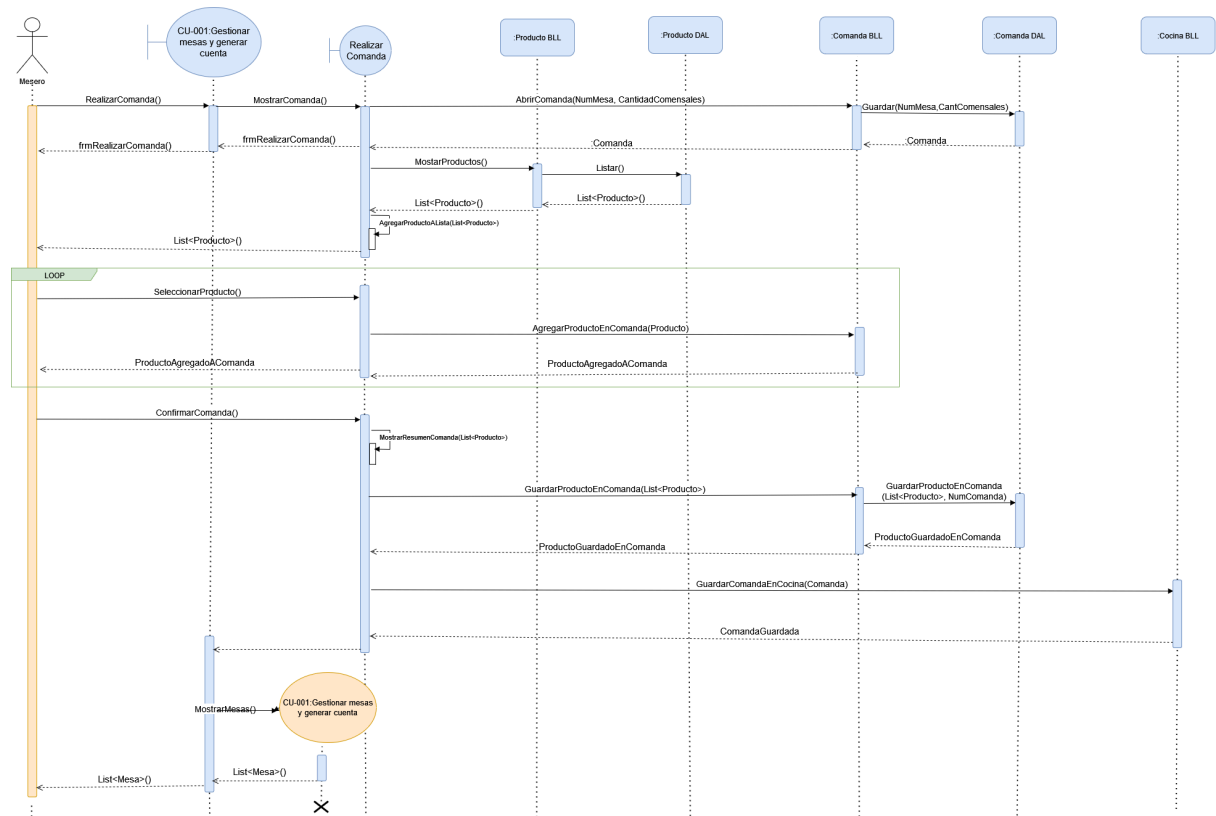 CU-001:Gestionar
mesas y generar
cuenta
Realizar
Comanda
:Producto BLL
:Producto DAL
:Comanda BLL
:Comanda DAL
:Cocina BLL
Mesero
RealizarComanda()
MostrarComanda()
AbrirComanda(NumMesa, CantidadComensales)
Guardar(NumMesa,CantComensales)
frmRealizarComanda()
frmRealizarComanda()
:Comanda
:Comanda
MostarProductos()
Listar()
List<Producto>()
List<Producto>()
AgregarProductoALista(List<Producto>)
List<Producto>()
LOOP
SeleccionarProducto()
AgregarProductoEnComanda(Producto)
ProductoAgregadoAComanda
ProductoAgregadoAComanda
ConfirmarComanda()
MostrarResumenComanda(List<Producto>)
GuardarProductoEnComanda(List<Producto>)
GuardarProductoEnComanda
(List<Producto>, NumComanda)
ProductoGuardadoEnComanda
ProductoGuardadoEnComanda
GuardarComandaEnCocina(Comanda)
ComandaGuardada
CU-001:Gestionar mesas
y generar cuenta
MostrarMesas()
List<Mesa>()
List<Mesa>()